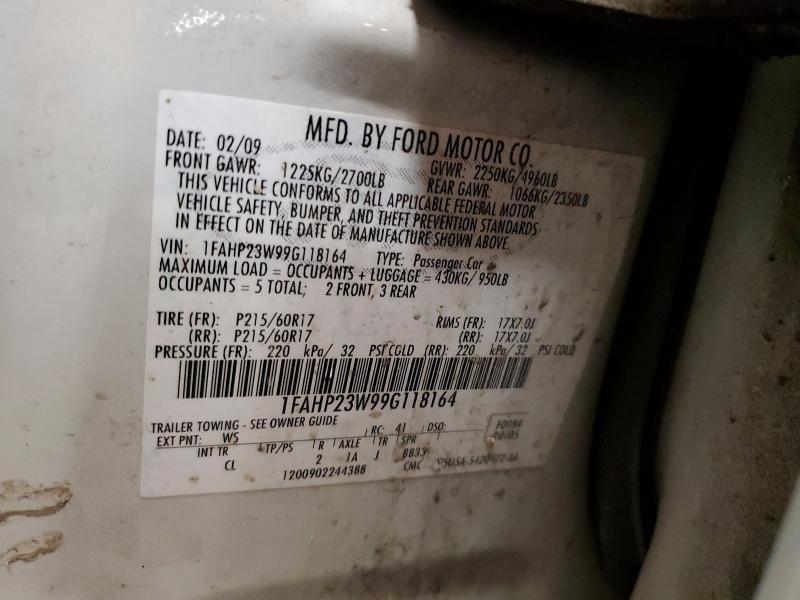 MFD. BY FORD MOTOR CO.
DATE: 02/09 GVWR: 2250KG/4960LB
FRONT GAWR: 1225KG/2700LB REAR GAWR: 1066KG/2350LB
THIS VEHICLE CONFORMS TO ALL APPLICABLE FEDERAL MOTOR
VEHICLE SAFETY, BUMPER, AND THEFT PREVENTION STANDARDS
IN EFFECT ON THE DATE OF MANUFACTURE SHOWN ABOVE.
VIN: 1FAHP23W99G118164 TYPE: Passenger Car
MAXIMUM LOAD = OCCUPANTS + LUGGAGE = 430KG/ 950LB
OCCUPANTS = 5 TOTAL; 2 FRONT, 3 REAR
TIRE (FR): P215/60R17 RIMS (FR): 17X7.0J
(RR): P215/60R17 (RR): 17X7.0J
PRESSURE (FR): 220 kPa/ 32 PSI COLD (RR): 220 kPa/ 32 PSI COLD
1FAHP23W99G118164
TRAILER TOWING - SEE OWNER GUIDE
EXT PNT: WS RC: 41 DSO:
INT TR TP/PS R AXLE TR SPR
CL 2 1A J BB33
1200902244388 CMC